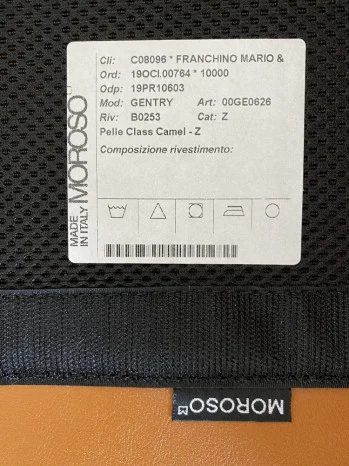 Cli: C08096 * FRANCHINO MARIO &
Ord: 19OCI.00764 * 10000
Odp: 19PR10603
Mod: GENTRY Art: 00GE0626
Riv: B0253 Cat: Z
Pelle Class Camel - Z
Composizione rivestimento:
MOROSO
MADE
IN ITALY
MOROSO